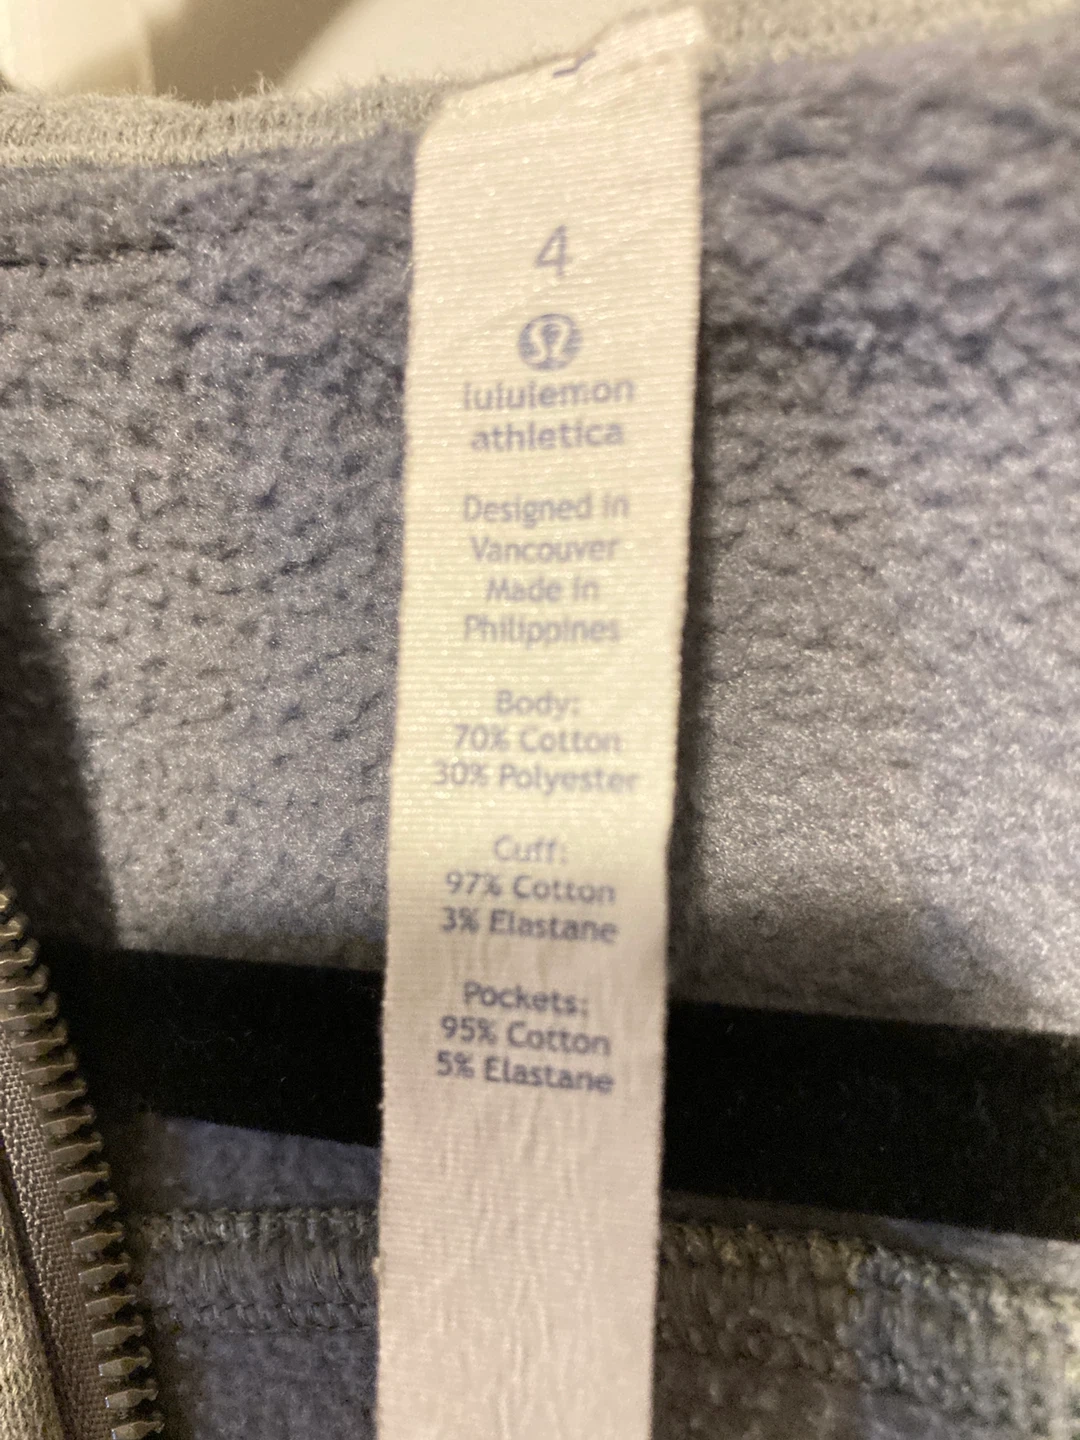 4
lululemon
athletica
Designed in
Vancouver
Made in
Philippines
Body:
70% Cotton
30% Polyester
Cuff:
97% Cotton
3% Elastane
Pockets:
95% Cotton
5% Elastane